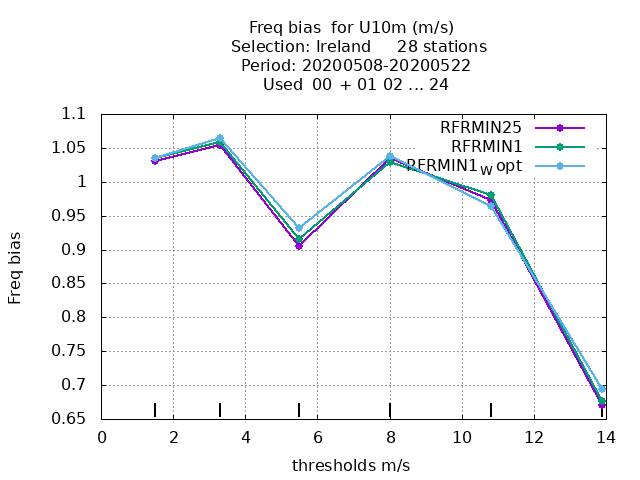 Freq bias  for U10m (m/s)
Selection: Ireland     28 stations
Period: 20200508-20200522
Used  00 + 01 02 ... 24
1.1
1.05
1
0.95
0.9
0.85
0.8
0.75
0.7
0.65
Freq bias
RFRMIN25
RFRMIN1
RFRMIN1W opt
0 2 4 6 8 10 12 14
thresholds m/s